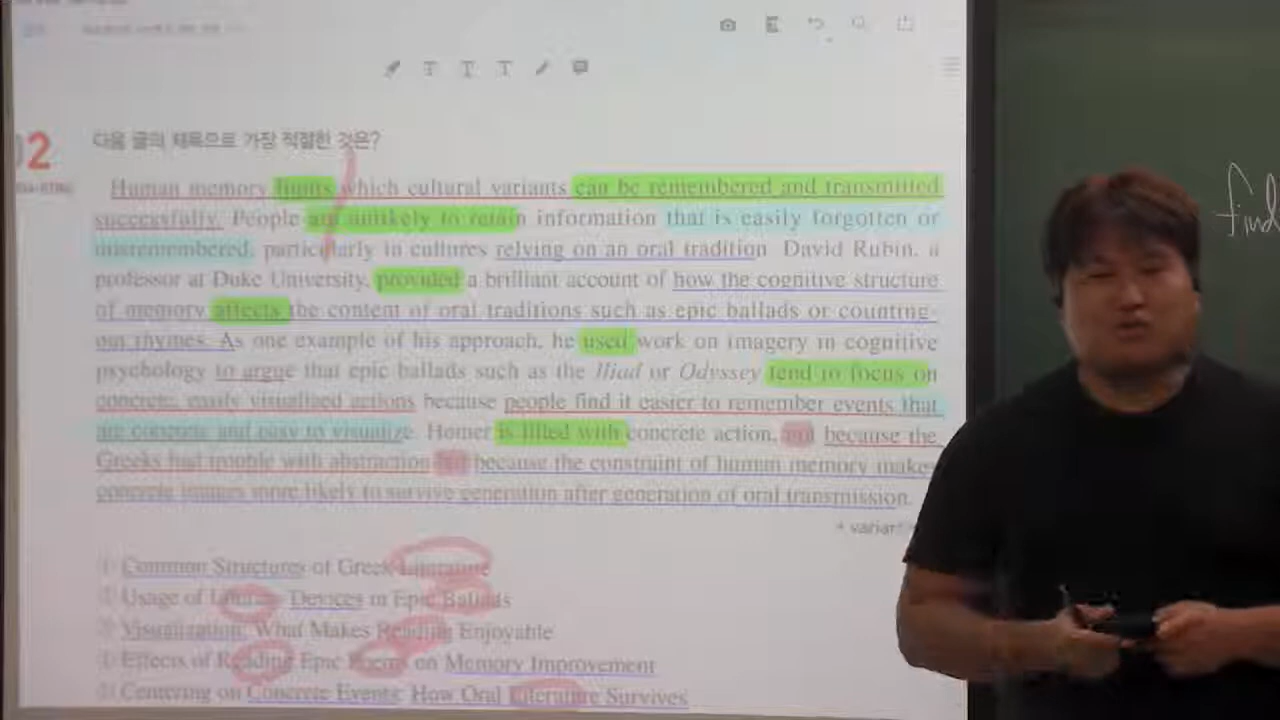 02
다음 글의 제목으로 가장 적절한 것은?
Human memory limits which cultural variants can be remembered and transmitted
successfully. People are unlikely to retain information that is easily forgotten or
misremembered, particularly in cultures relying on an oral tradition. David Rubin, a
professor at Duke University, provided a brilliant account of how the cognitive structure
of memory affects the content of oral traditions such as epic ballads or counting-
out rhymes. As one example of his approach, he used work on imagery in cognitive
psychology to argue that epic ballads such as the Iliad or Odyssey tend to focus on
concrete, easily visualized actions because people find it easier to remember events that
are concrete and easy to visualize. Homer is filled with concrete action, not because the
Greeks had trouble with abstraction but because the constraint of human memory makes
concrete images more likely to survive generation after generation of oral transmission.
* variant
① Common Structures of Greek Literature
② Usage of Literary Devices in Epic Ballads
③ Visualization: What Makes Reading Enjoyable
④ Effects of Reading Epic Poems on Memory Improvement
⑤ Centering on Concrete Events: How Oral Literature Survives
find